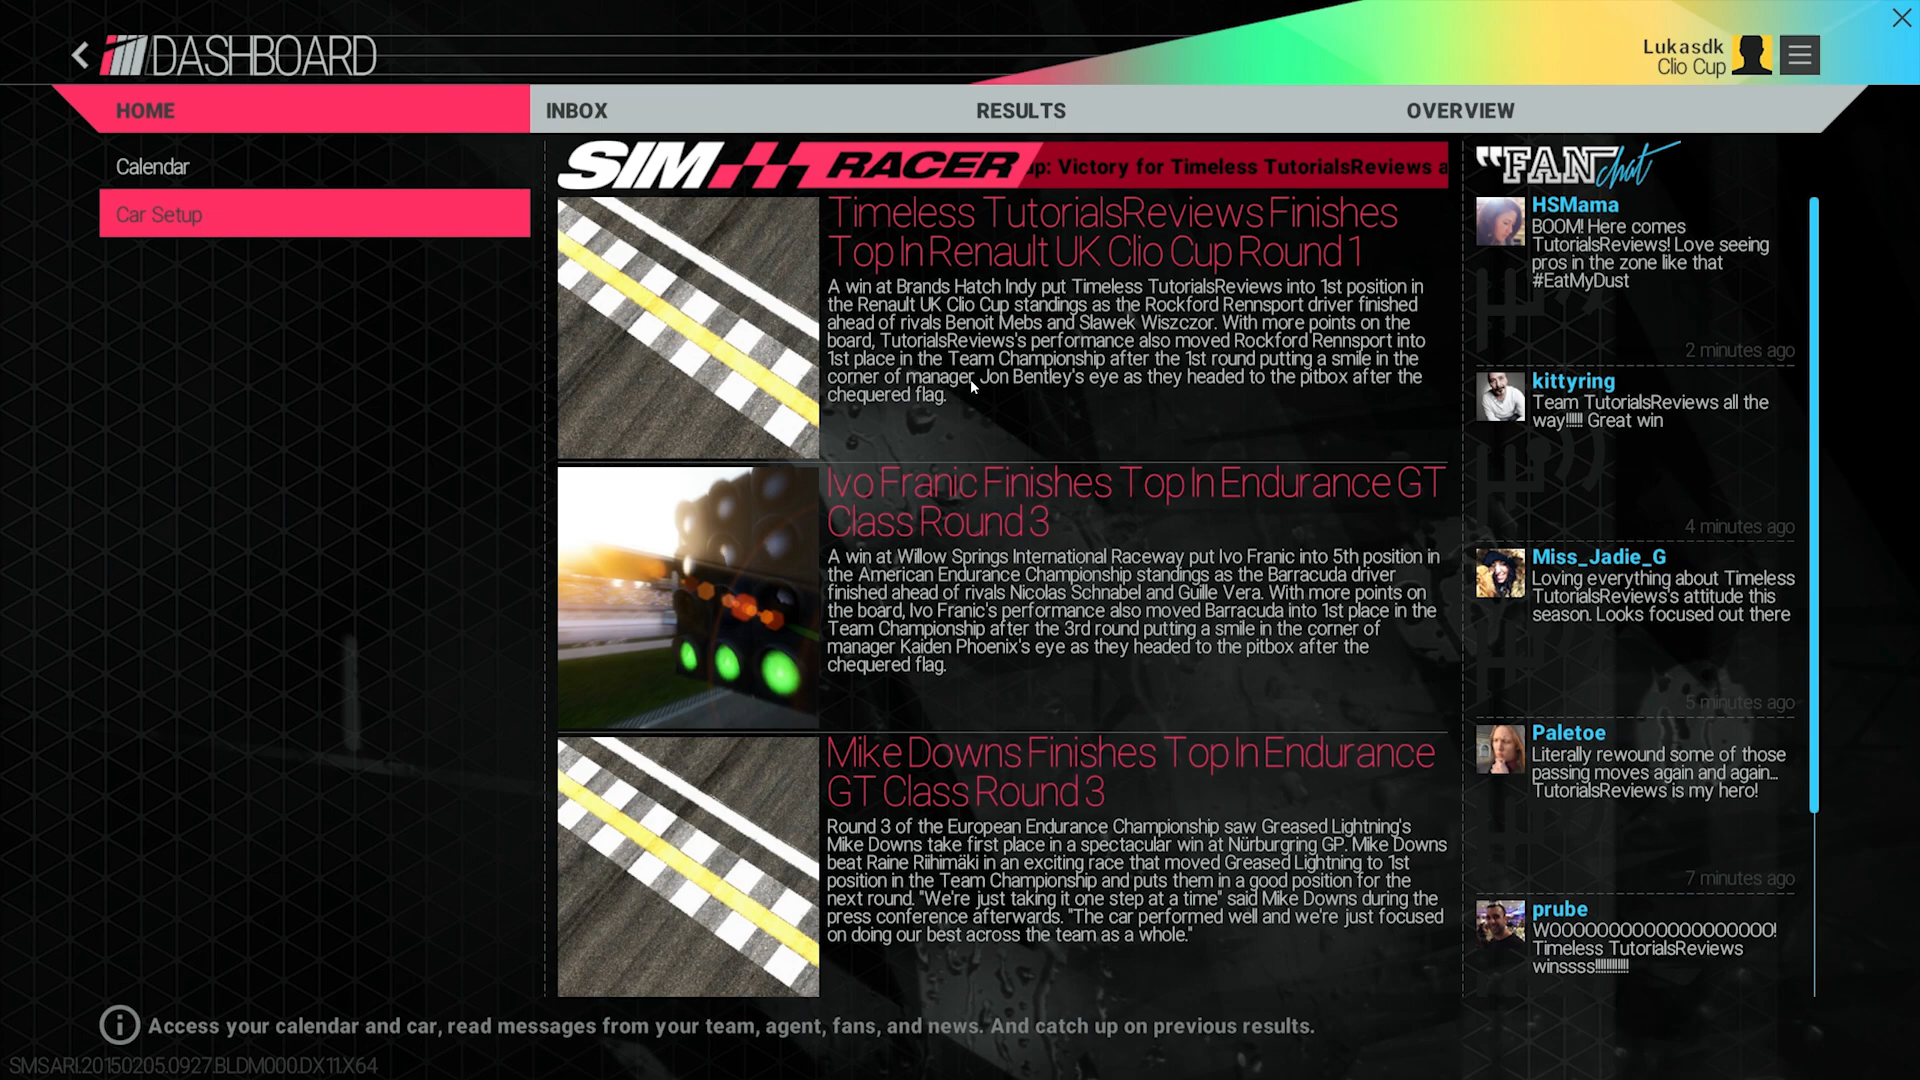 DASHBOARD
Lukasdk
Clio Cup
HOME
INBOX
RESULTS
OVERVIEW
Calendar
Car Setup
SIM RACER
p: Victory for Timeless TutorialsReviews a
Timeless TutorialsReviews Finishes
Top In Renault UK Clio Cup Round 1
A win at Brands Hatch Indy put Timeless TutorialsReviews into 1st position in
the Renault UK Clio Cup standings as the Rockford Rennsport driver finished
ahead of rivals Benoit Mebs and Slawek Wiszczor. With more points on the
board, TutorialsReviews's performance also moved Rockford Rennsport into
1st place in the Team Championship after the 1st round putting a smile in the
corner of manager Jon Bentley's eye as they headed to the pitbox after the
chequered flag.
Ivo Franic Finishes Top In Endurance GT
Class Round 3
A win at Willow Springs International Raceway put Ivo Franic into 5th position in
the American Endurance Championship standings as the Barracuda driver
finished ahead of rivals Nicolas Schnabel and Guille Vera. With more points on
the board, Ivo Franic's performance also moved Barracuda into 1st place in the
Team Championship after the 3rd round putting a smile in the corner of
manager Kaiden Phoenix's eye as they headed to the pitbox after the
chequered flag.
Mike Downs Finishes Top In Endurance
GT Class Round 3
Round 3 of the European Endurance Championship saw Greased Lightning's
Mike Downs take first place in a spectacular win at Nürburgring GP. Mike Downs
beat Raine Riihimäki in an exciting race that moved Greased Lightning to 1st
position in the Team Championship and puts them in a good position for the
next round. "We're just taking it one step at a time" said Mike Downs during the
press conference afterwards. "The car performed well and we're just focused
on doing our best across the team as a whole."
"FAN chat
HSMama
BOOM! Here comes
TutorialsReviews! Love seeing
pros in the zone like that
#EatMyDust
2 minutes ago
kittyring
Team TutorialsReviews all the
way!!!!!! Great win
4 minutes ago
Miss_Jadie_G
Loving everything about Timeless
TutorialsReviews's attitude this
season. Looks focused out there
5 minutes ago
Paletoe
Literally rewound some of those
passing moves again and again...
TutorialsReviews is my hero!
7 minutes ago
prube
WOOOOOOOOOOOOOOOOOOO!
Timeless TutorialsReviews
winssss!!!!!!!!!!!!!
Access your calendar and car, read messages from your team, agent, fans, and news. And catch up on previous results.
SMSARI.20150205.0927.BLDM000.DX11.X64